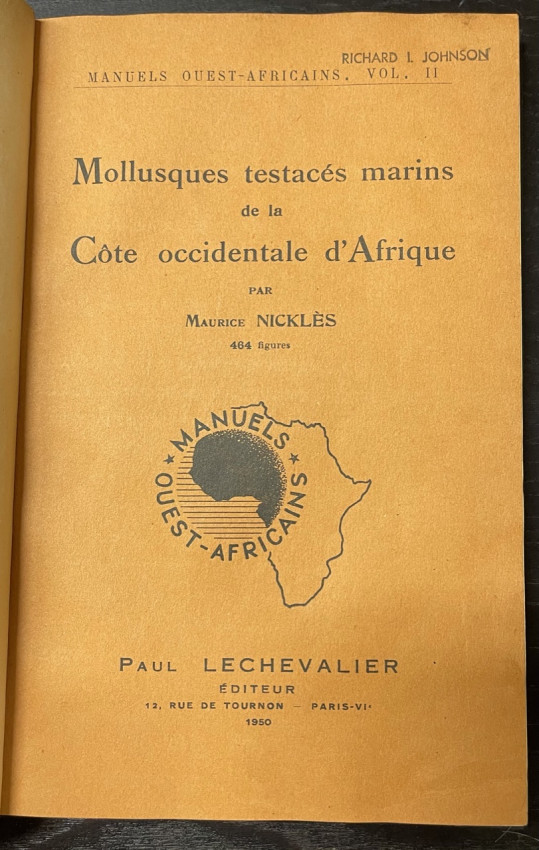 RICHARD I. JOHNSON
MANUELS OUEST-AFRICAINS, VOL. II
Mollusques testacés marins
de la
Côte occidentale d'Afrique
PAR
MAURICE NICKLÈS
464 figures
★ MANUELS ★
OUEST-AFRICAINS
PAUL LECHEVALIER
ÉDITEUR
12, RUE DE TOURNON – PARIS-VIᵉ
1950